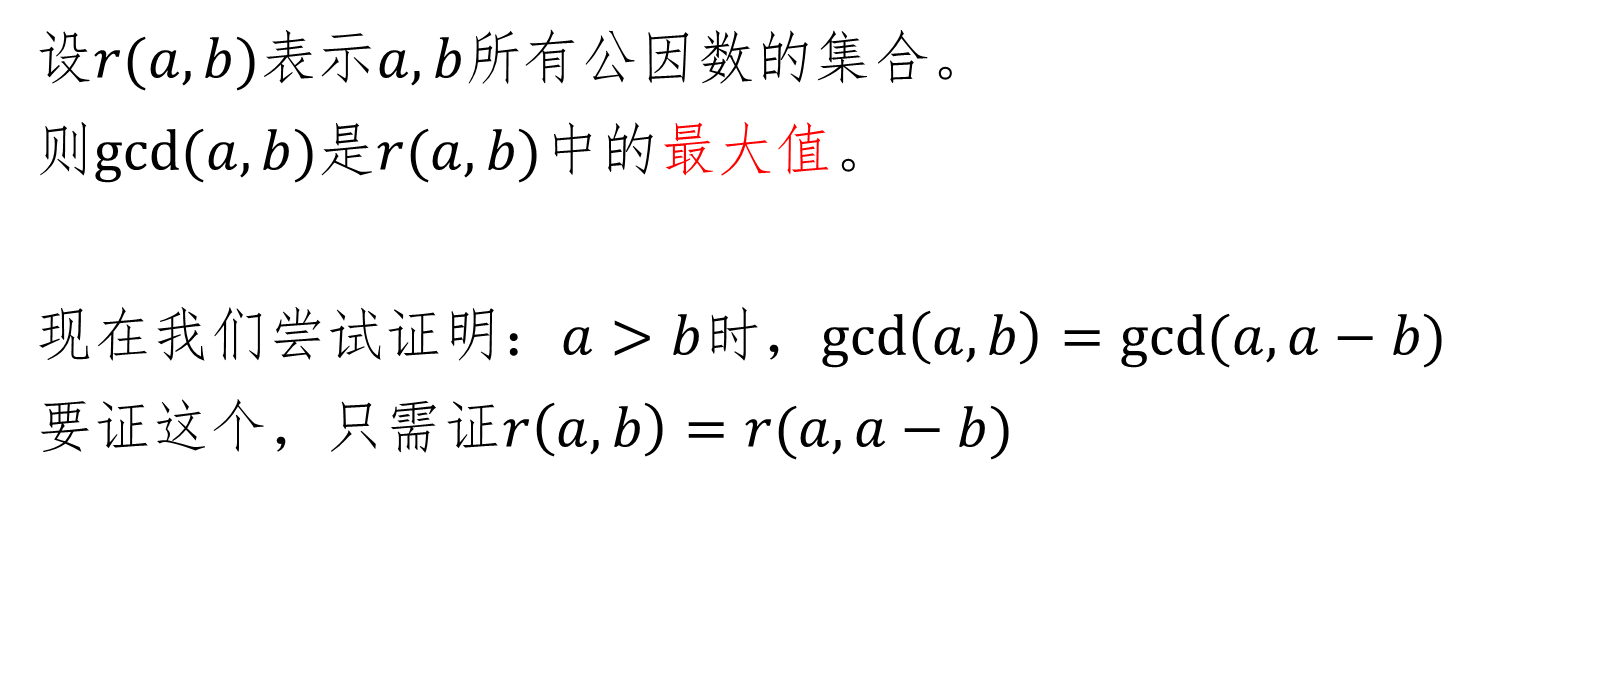 设r(a,b)表示a,b所有公因数的集合。
则gcd(a,b)是r(a,b)中的最大值。
现在我们尝试证明：a > b时，gcd(a,b) = gcd(a,a − b)
要证这个，只需证r(a,b) = r(a,a − b)